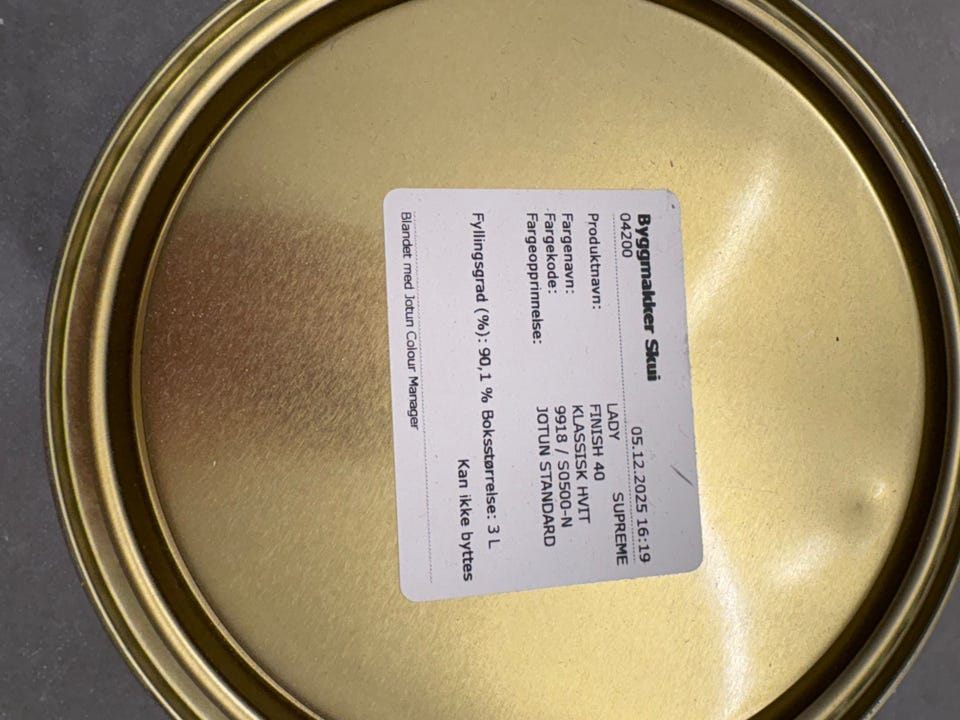 Byggmakker Skui
04200 05.12.2025 16:19
Produktnavn: LADY SUPREME
FINISH 40
Fargenavn: KLASSISK HVIT
Fargekode: 9918 / S0500-N
Fargeopprinnelse: JOTUN STANDARD
Fyllingsgrad (%): 90,1 % Boksstørrelse: 3 L
Kan ikke byttes
Blandet med Jotun Colour Manager